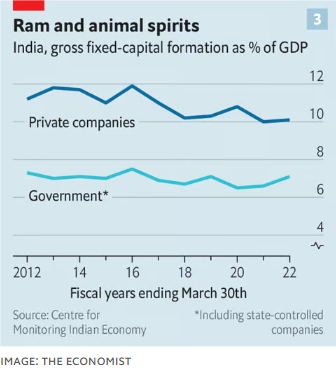 3
Ram and animal spirits
India, gross fixed-capital formation as % of GDP
12
Private companies
10
8
Government*
6
4
2012 14 16 18 20 22
Fiscal years ending March 30th
Source: Centre for
Monitoring Indian Economy
*Including state-controlled
companies
IMAGE: THE ECONOMIST